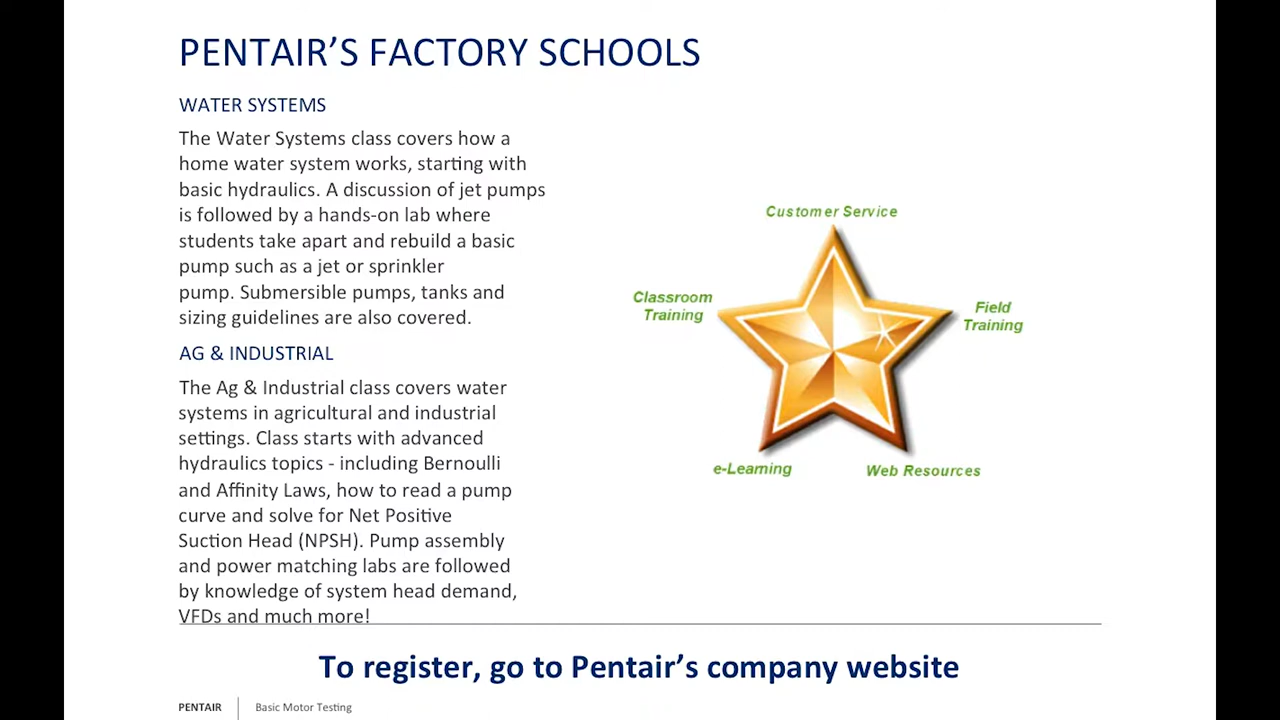 PENTAIR’S FACTORY SCHOOLS
WATER SYSTEMS
The Water Systems class covers how a
home water system works, starting with
basic hydraulics. A discussion of jet pumps
is followed by a hands-on lab where
students take apart and rebuild a basic
pump such as a jet or sprinkler
pump. Submersible pumps, tanks and
sizing guidelines are also covered.
AG & INDUSTRIAL
The Ag & Industrial class covers water
systems in agricultural and industrial
settings. Class starts with advanced
hydraulics topics - including Bernoulli
and Affinity Laws, how to read a pump
curve and solve for Net Positive
Suction Head (NPSH). Pump assembly
and power matching labs are followed
by knowledge of system head demand,
VFDs and much more!
Customer Service
Classroom
Training
Field
Training
e-Learning
Web Resources
To register, go to Pentair’s company website
PENTAIR
Basic Motor Testing